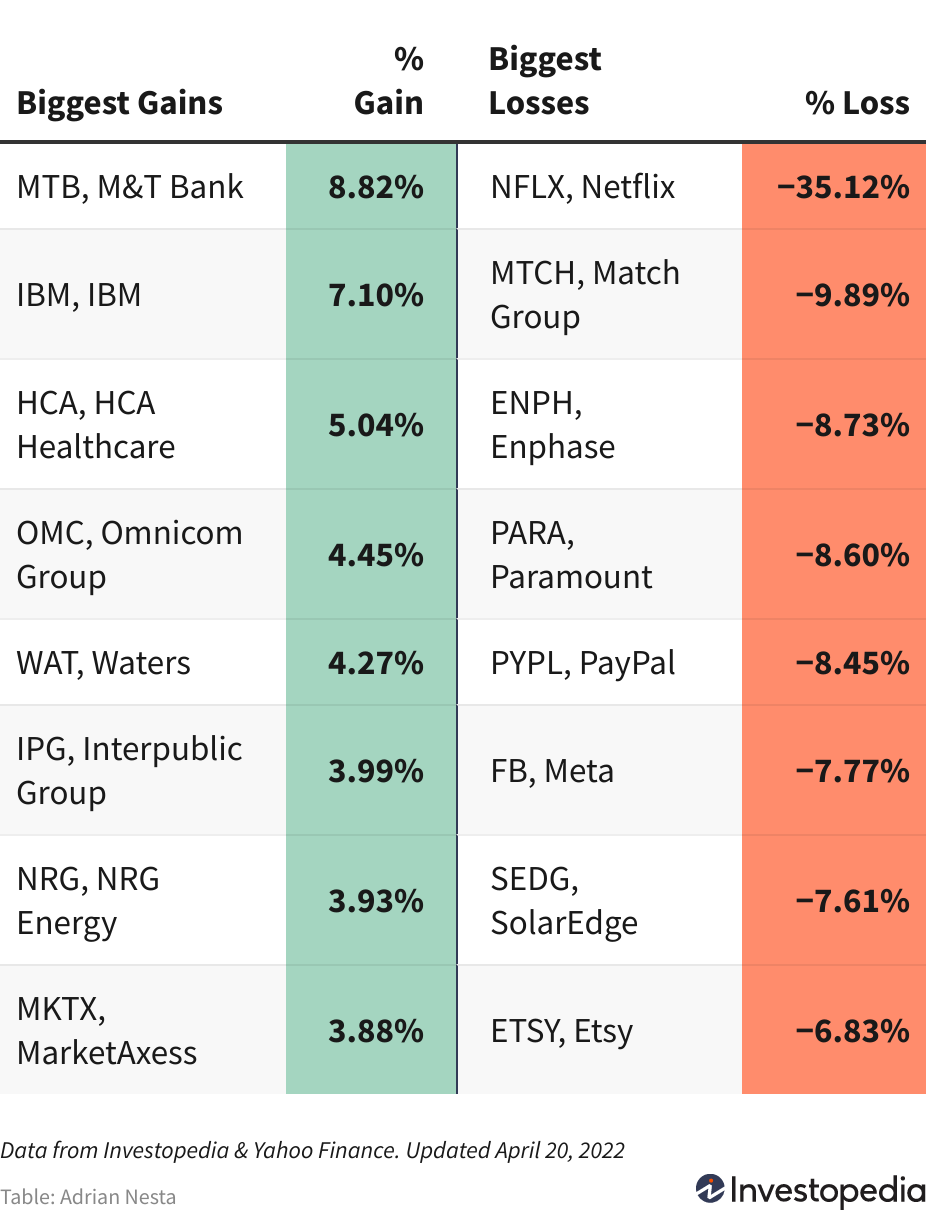 Biggest Gains % Gain Biggest Losses % Loss
MTB, M&T Bank 8.82% NFLX, Netflix −35.12%
IBM, IBM 7.10% MTCH, Match Group −9.89%
HCA, HCA Healthcare 5.04% ENPH, Enphase −8.73%
OMC, Omnicom Group 4.45% PARA, Paramount −8.60%
WAT, Waters 4.27% PYPL, PayPal −8.45%
IPG, Interpublic Group 3.99% FB, Meta −7.77%
NRG, NRG Energy 3.93% SEDG, SolarEdge −7.61%
MKTX, MarketAxess 3.88% ETSY, Etsy −6.83%
Data from Investopedia & Yahoo Finance. Updated April 20, 2022
Table: Adrian Nesta
Investopedia